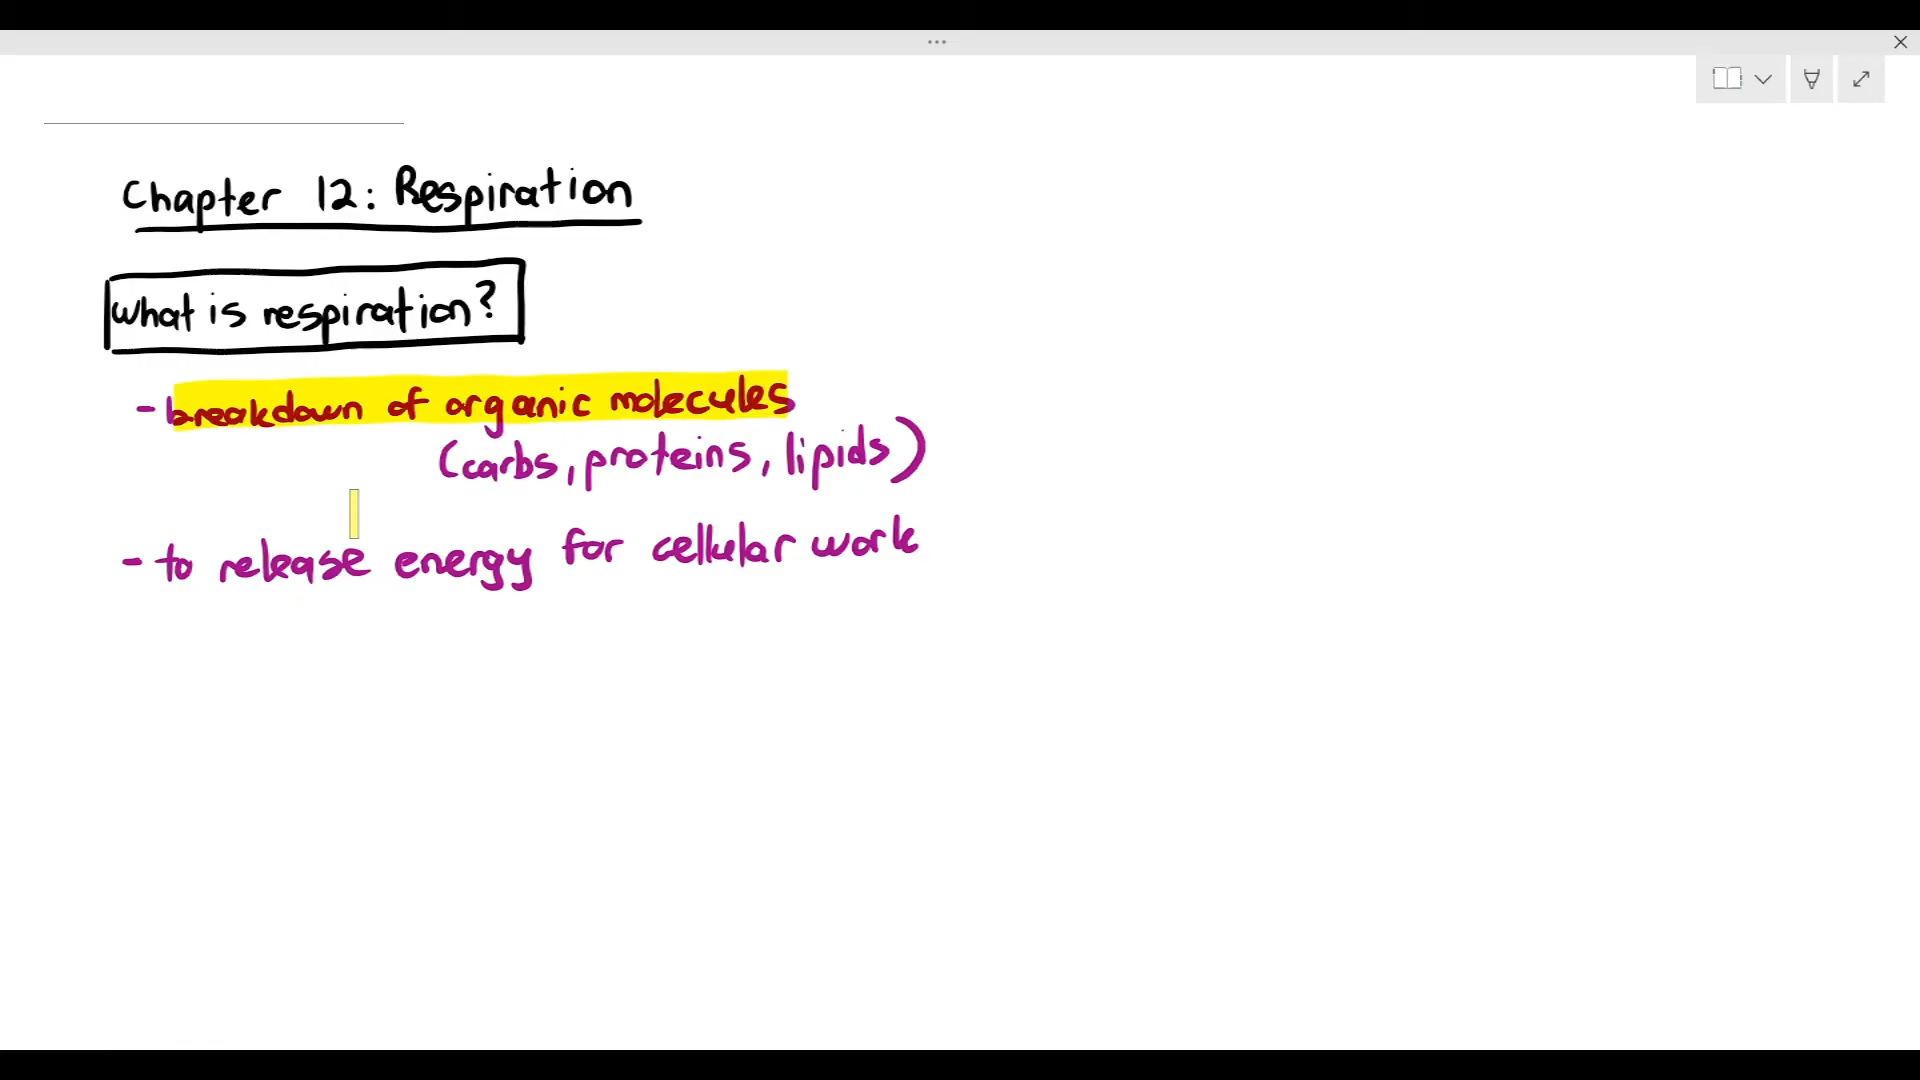 Chapter 12: Respiration
What is respiration?
- breakdown of organic molecules
(carbs, proteins, lipids)
- to release energy for cellular work